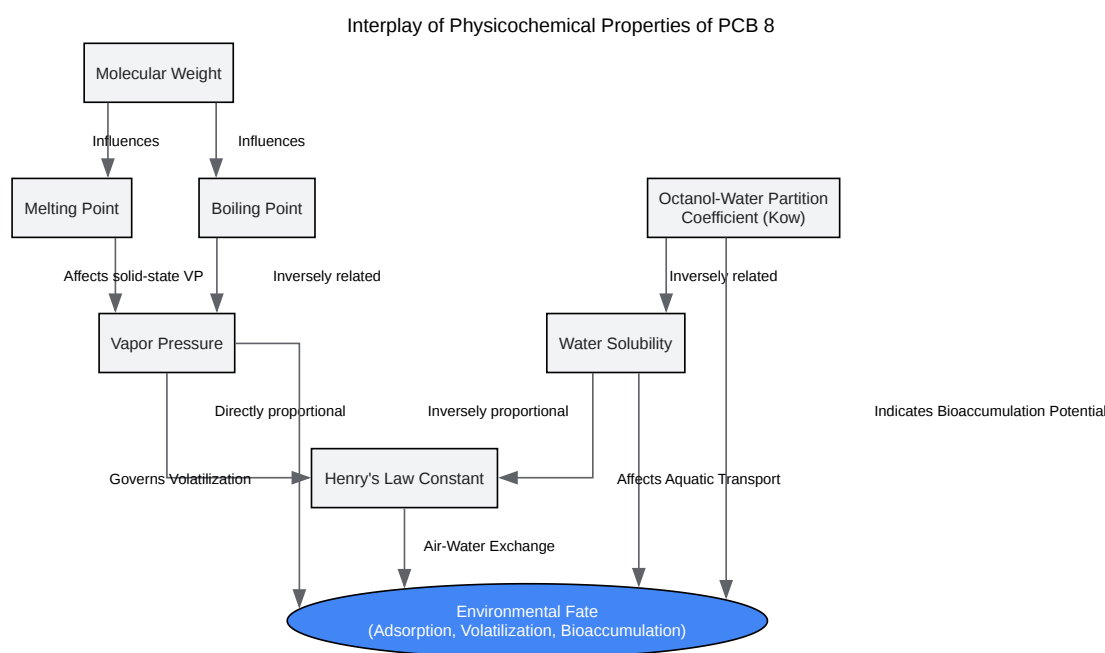 Interplay of Physicochemical Properties of PCB 8
Molecular Weight
Influences
Influences
Melting Point
Boiling Point
Octanol-Water Partition
Coefficient (Kow)
Affects solid-state VP
Inversely related
Inversely related
Vapor Pressure
Water Solubility
Directly proportional
Inversely proportional
Indicates Bioaccumulation Potential
Governs Volatilization
Henry's Law Constant
Affects Aquatic Transport
Air-Water Exchange
Environmental Fate
(Adsorption, Volatilization, Bioaccumulation)